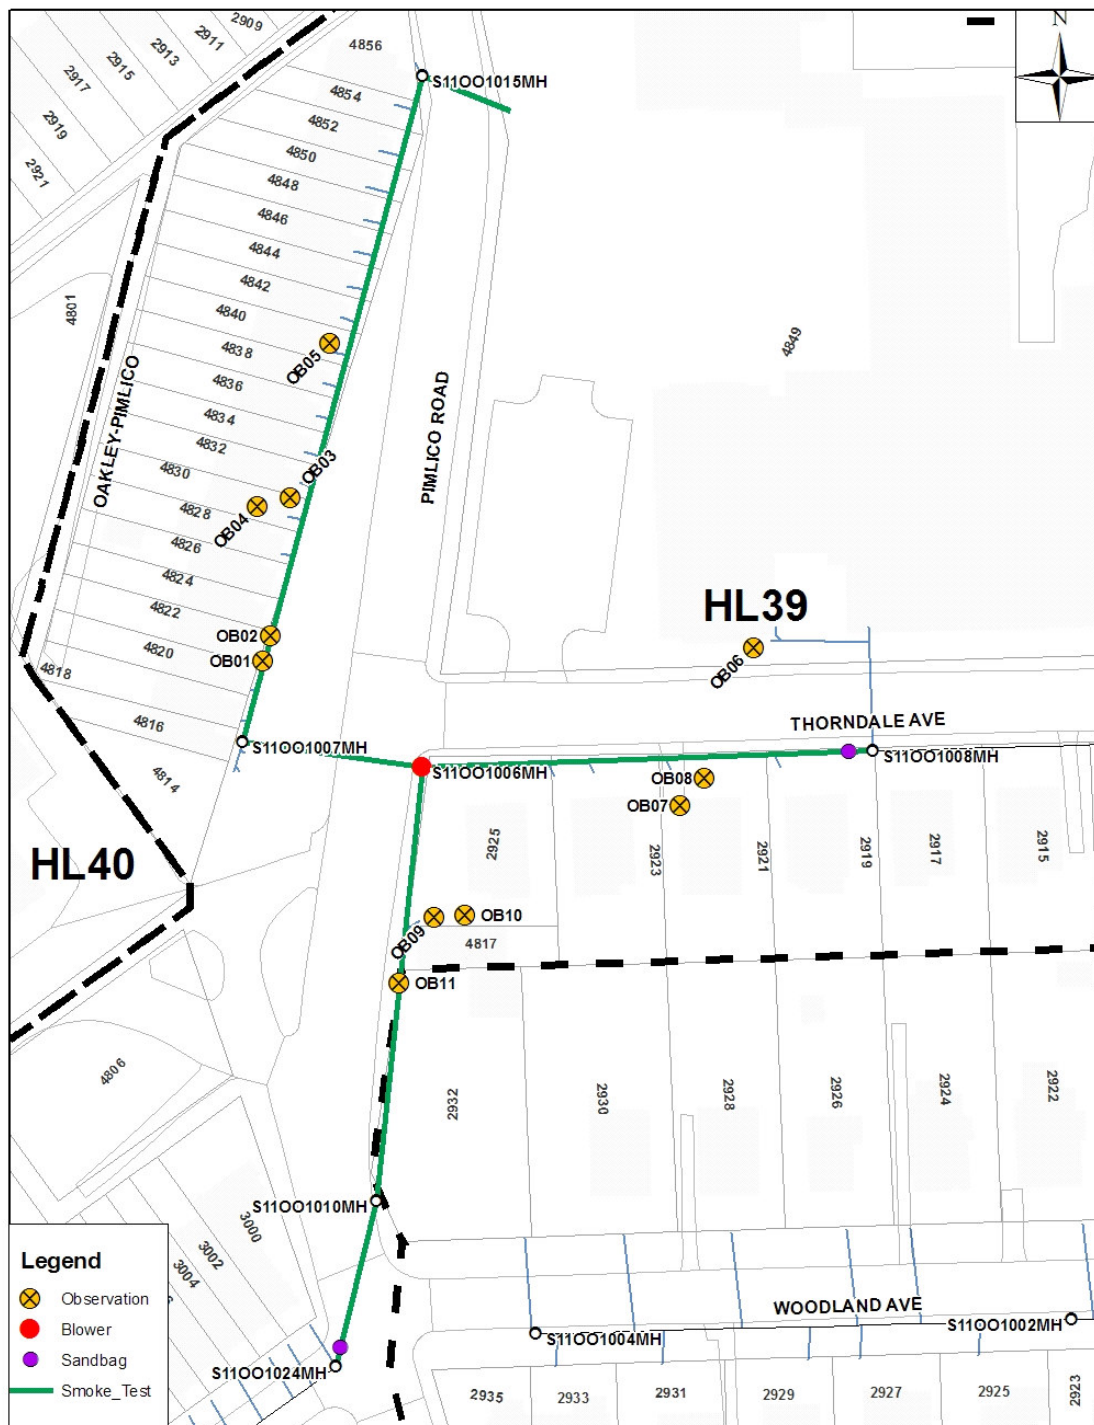 N
2909
2911
2913
2915
2917
2919
2921
4856
S11OO1015MH
4854
4852
4850
4848
4846
4844
4842
4840
4838
4836
4834
4832
4830
4828
4826
4824
4822
4820
4818
4816
4814
4801
OAKLEY-PIMLICO
PIMLICO ROAD
4849
OB05
OB03
OB04
OB02
OB01
HL39
OB06
THORNDALE AVE
S11OO1007MH
S11OO1006MH
S11OO1008MH
OB08
OB07
HL40
2925
2923
2921
2919
2917
2915
OB09
OB10
4817
OB11
4806
2932
2930
2928
2926
2924
2922
S11OO1010MH
3000
3002
3004
WOODLAND AVE
S11OO1004MH
S11OO1002MH
S11OO1024MH
2935
2933
2931
2929
2927
2925
2923
Legend
Observation
Blower
Sandbag
Smoke_Test